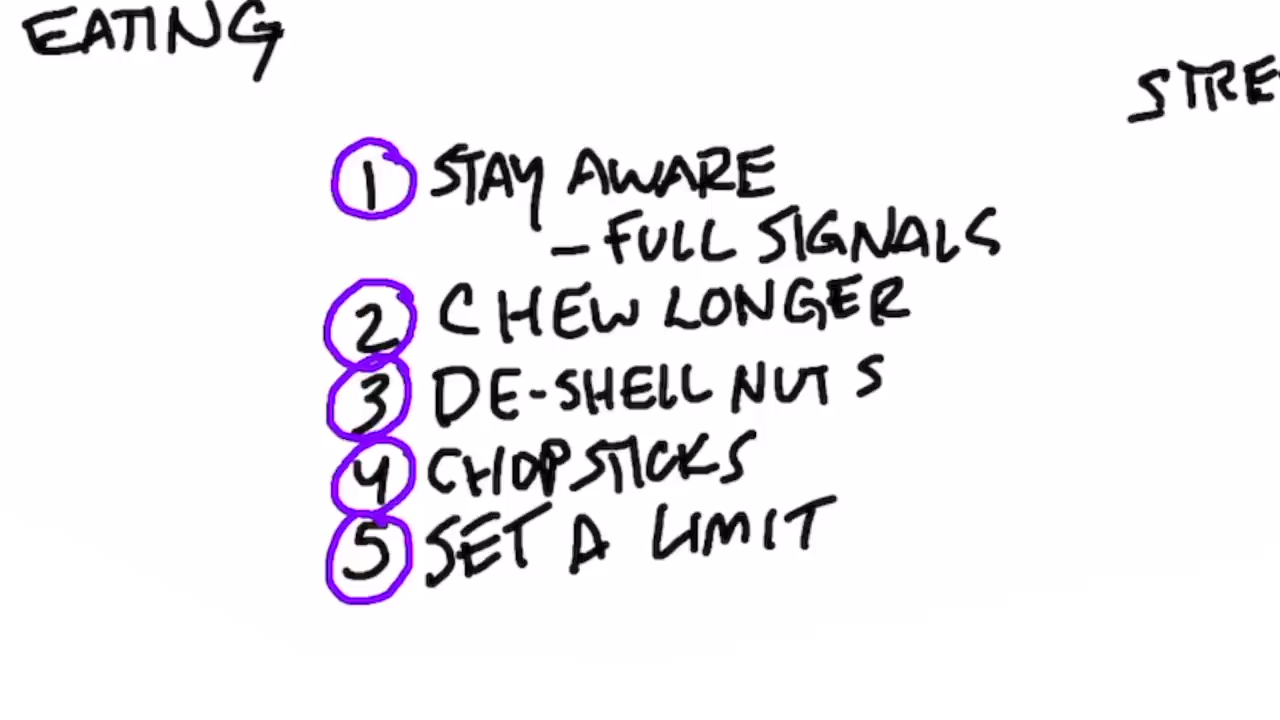 EATING
STRE
1 STAY AWARE
- FULL SIGNALS
2 CHEW LONGER
3 DE-SHELL NUTS
4 CHOPSTICKS
5 SET A LIMIT